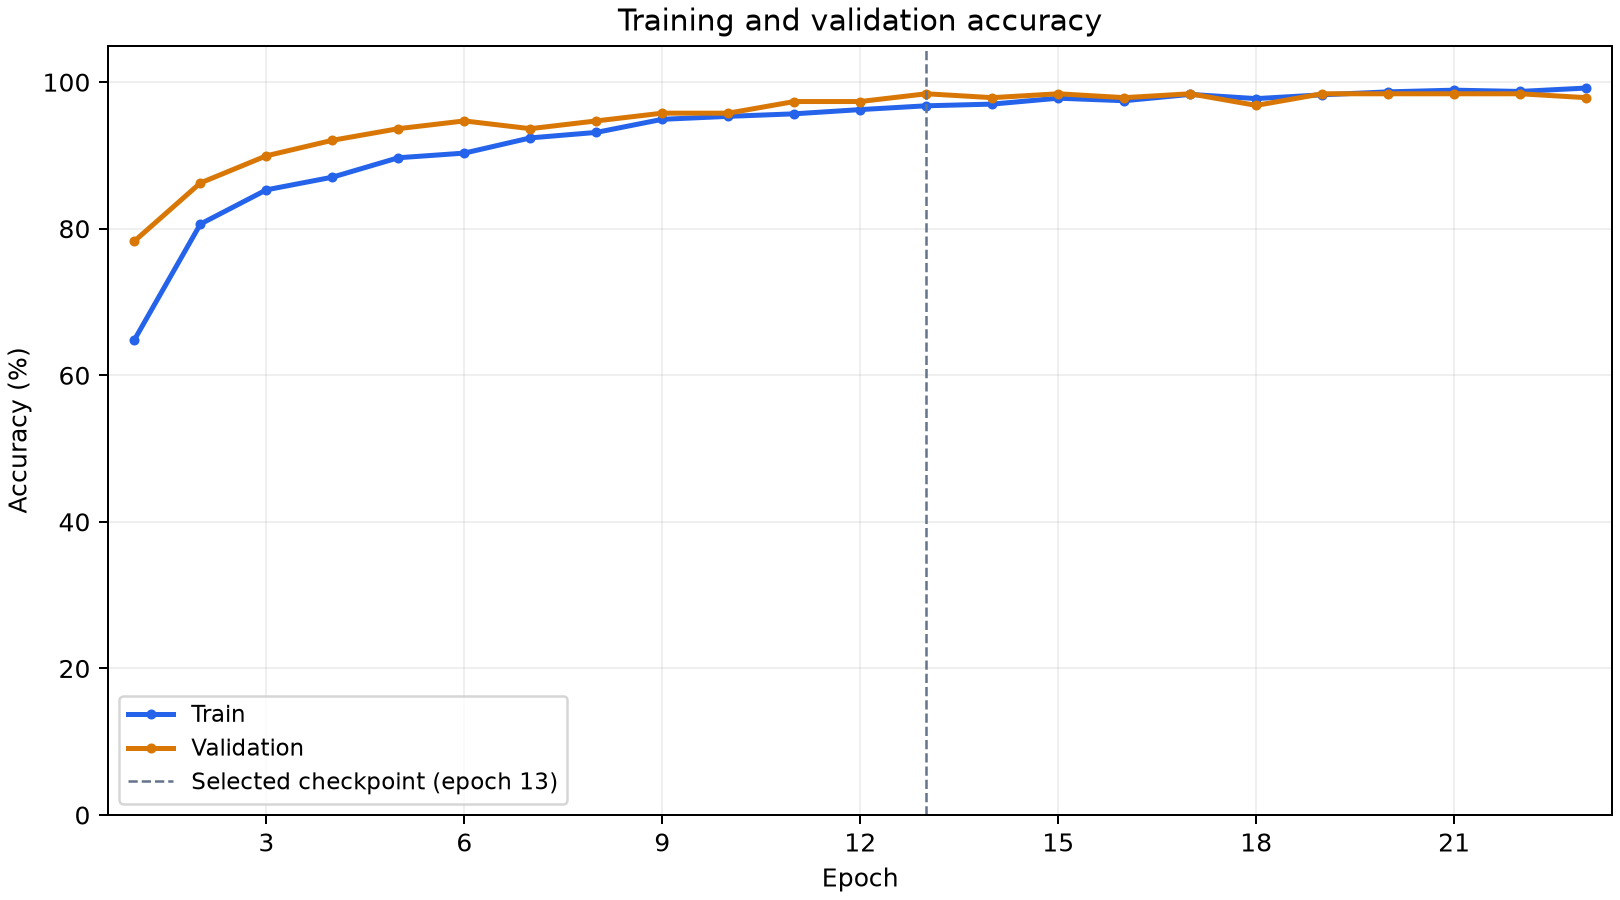 Training and validation accuracy
100
80
60
40
20
0
Accuracy (%)
Train
Validation
Selected checkpoint (epoch 13)
3 6 9 12 15 18 21
Epoch